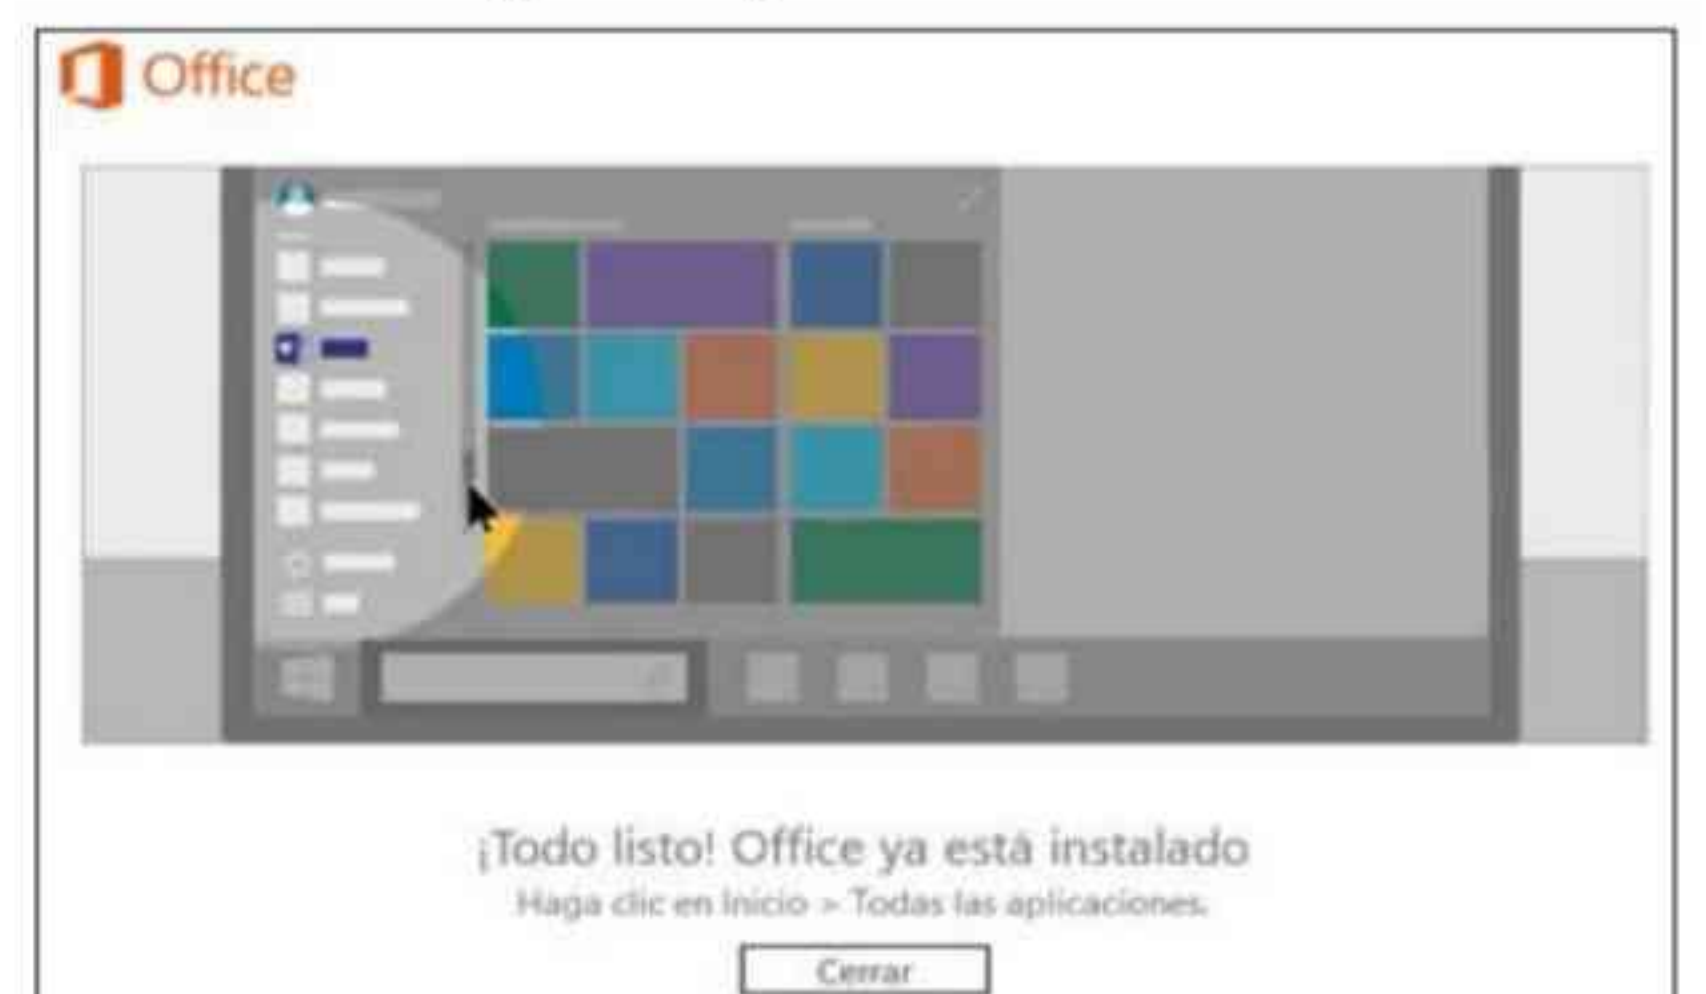 Office
¡Todo listo! Office ya está instalado
Haga clic en Inicio > Todas las aplicaciones.
Cerrar